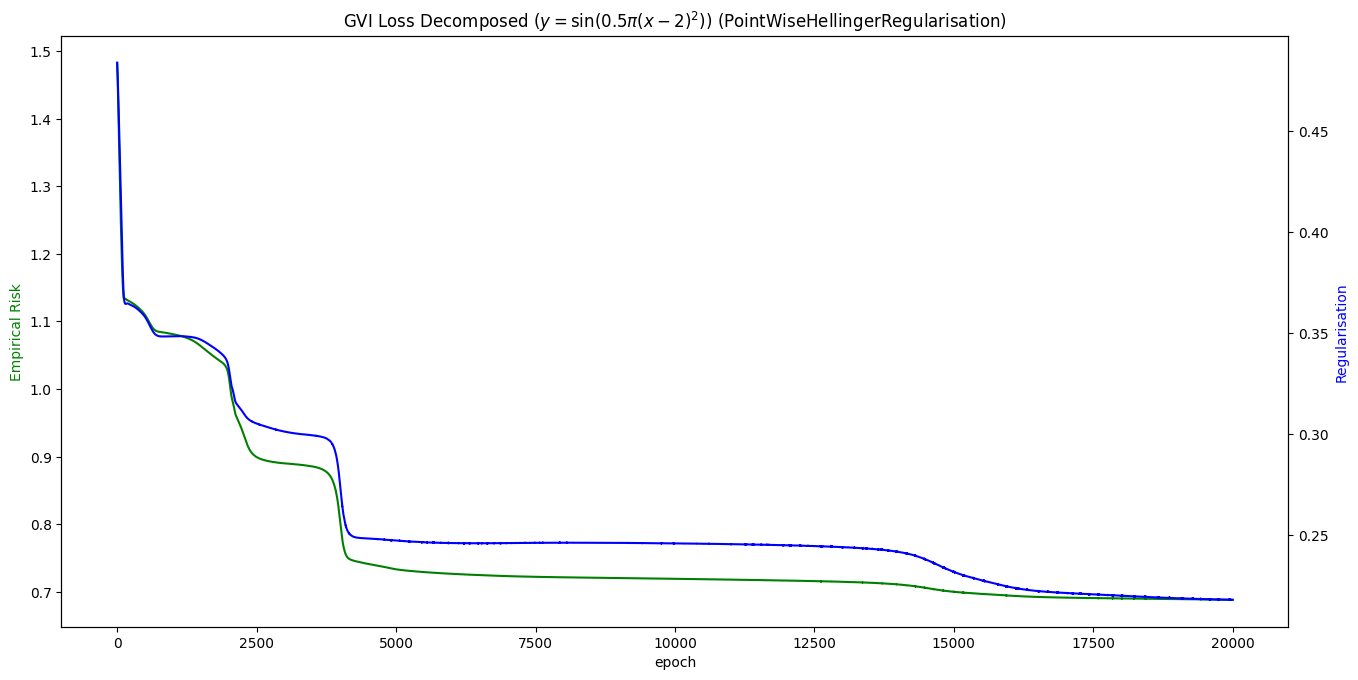 GVI Loss Decomposed (y = sin(0.5π(x − 2)²)) (PointWiseHellingerRegularisation)
1.5
1.4
1.3
1.2
1.1
1.0
0.9
0.8
0.7
Empirical Risk
0.45
0.40
0.35
0.30
0.25
Regularisation
0 2500 5000 7500 10000 12500 15000 17500 20000
epoch